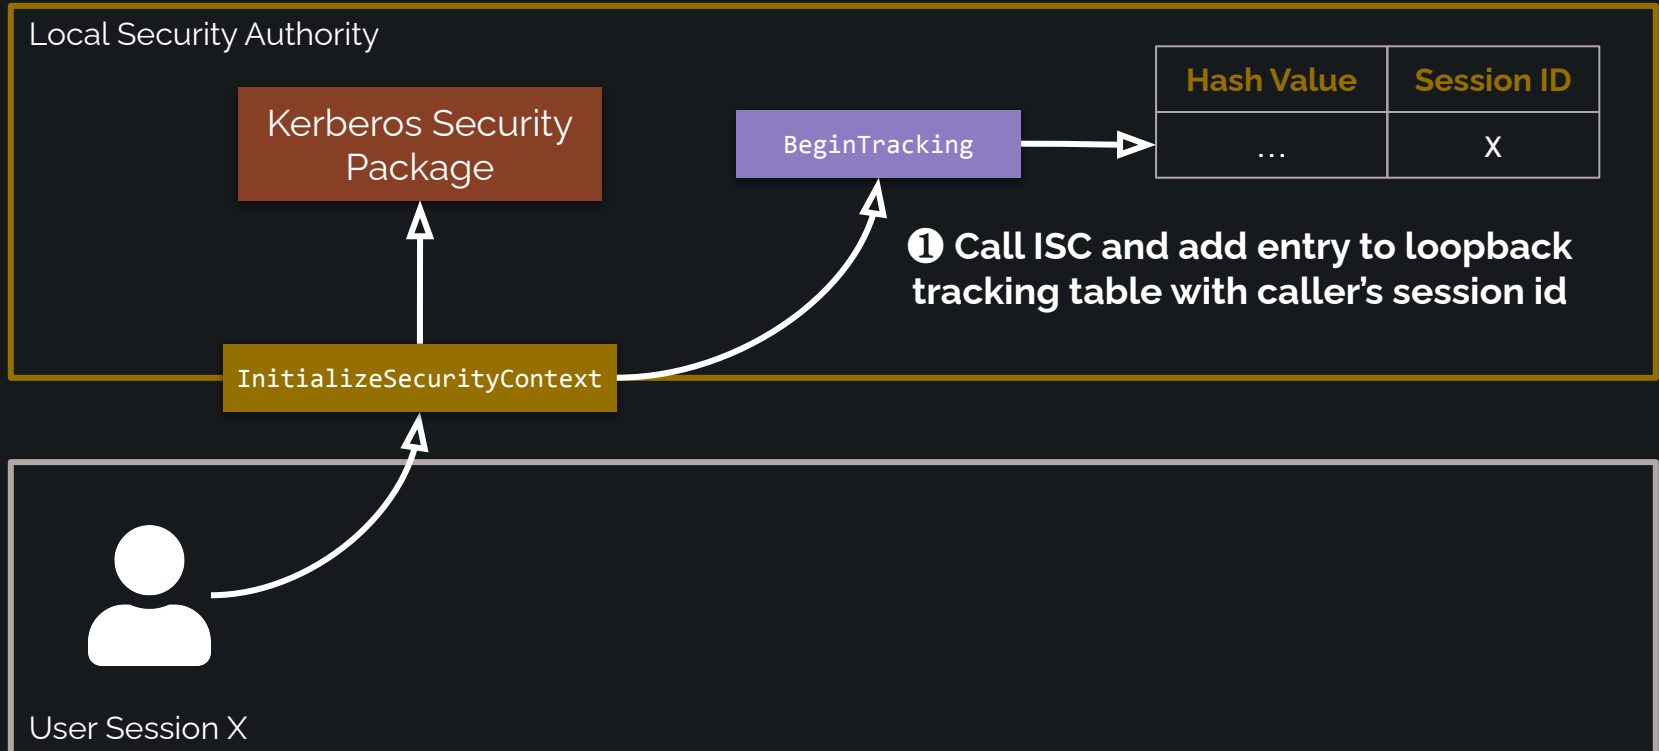 Local Security Authority
Kerberos Security
Package
BeginTracking
Hash Value Session ID
... X
❶ Call ISC and add entry to loopback
tracking table with caller’s session id
InitializeSecurityContext
User Session X